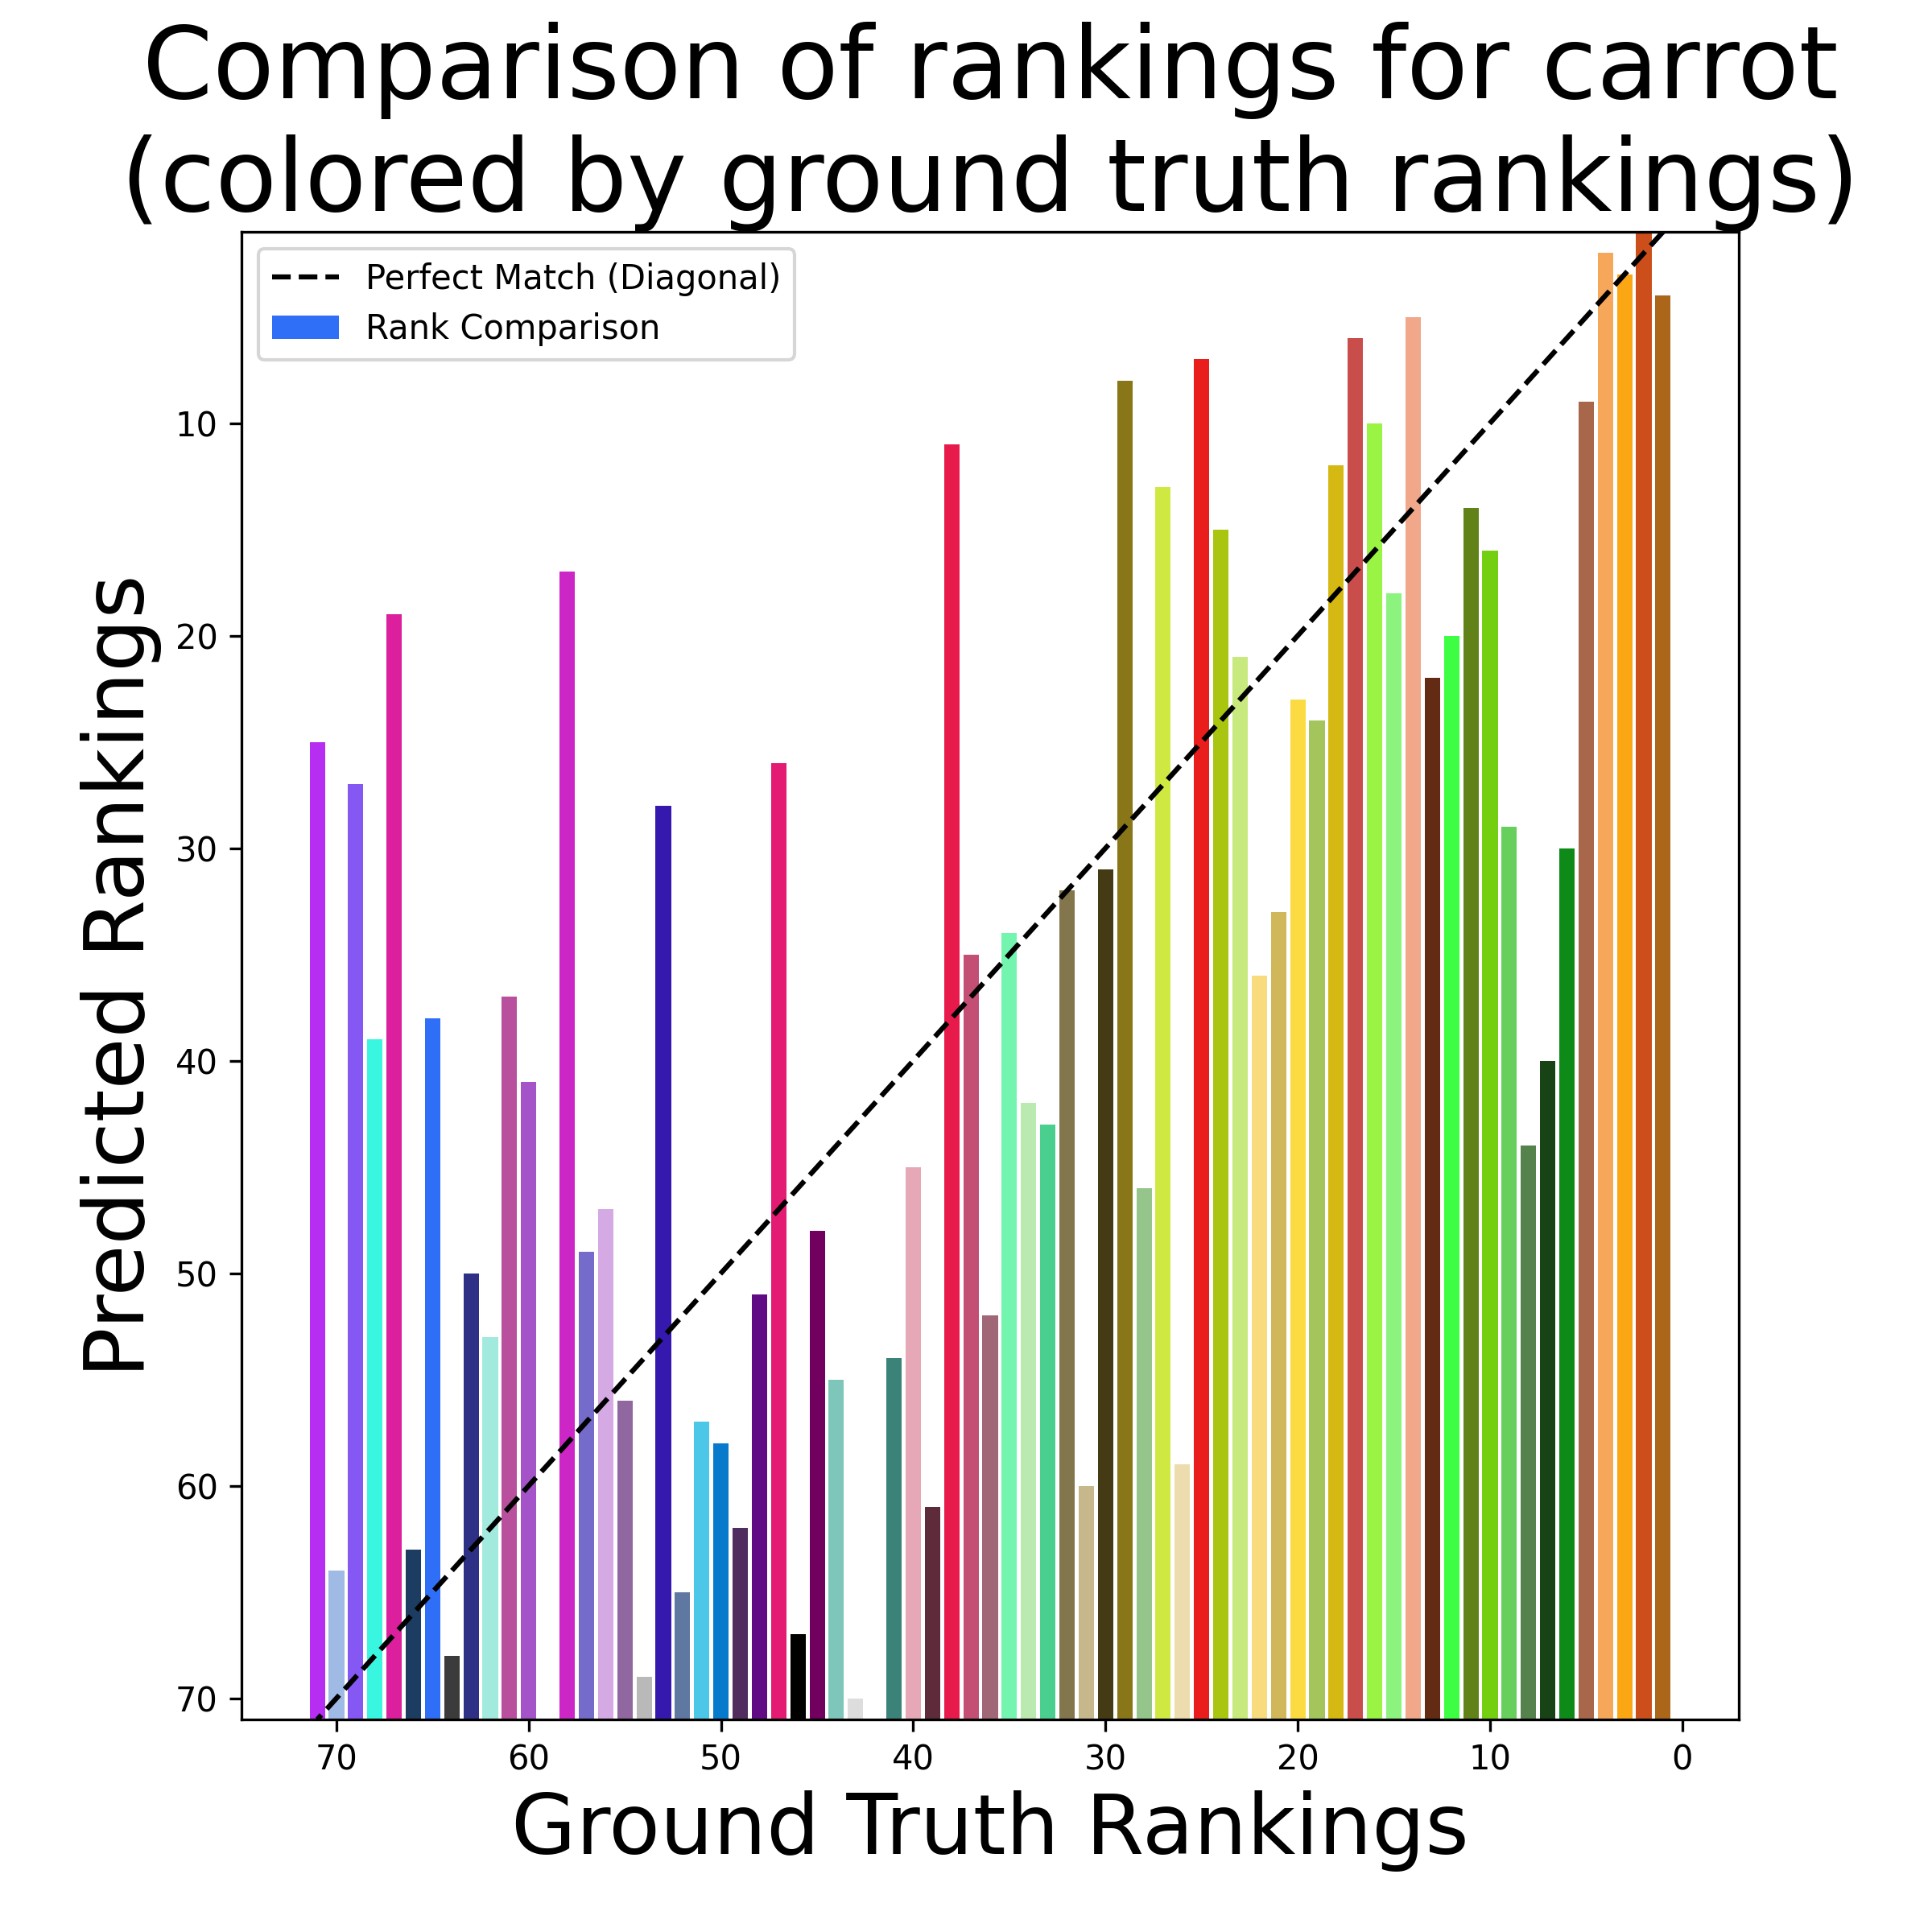 Comparison of rankings for carrot
(colored by ground truth rankings)
Perfect Match (Diagonal)
Rank Comparison
Predicted Rankings
10
20
30
40
50
60
70
70 60 50 40 30 20 10 0
Ground Truth Rankings